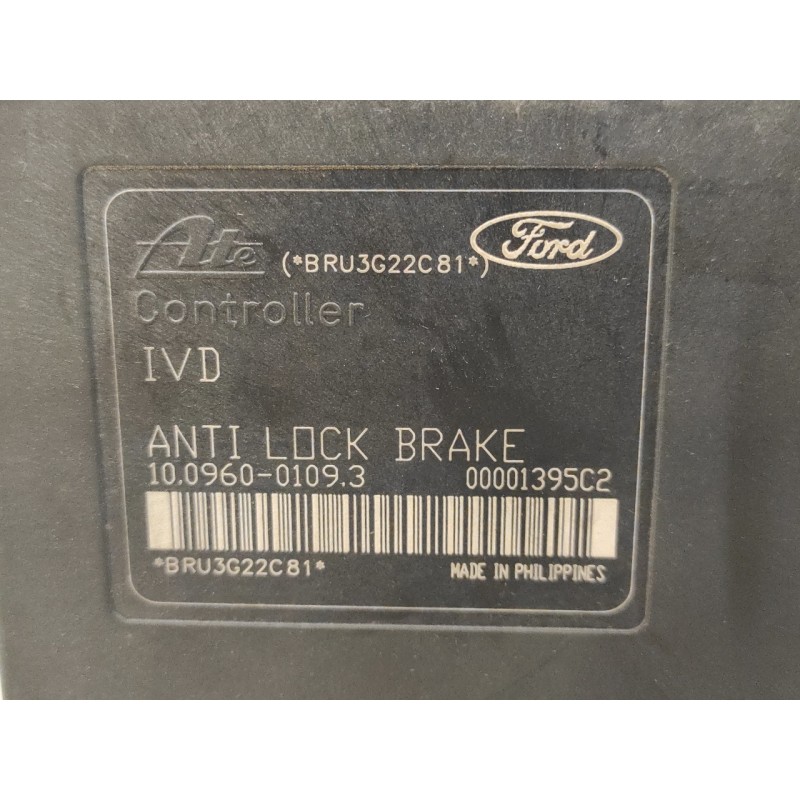 Ate (*BRU3G22C81*) Ford
Controller
IVD
ANTI LOCK BRAKE
10.0960-0109.3 00001395C2
*BRU3G22C81* MADE IN PHILIPPINES